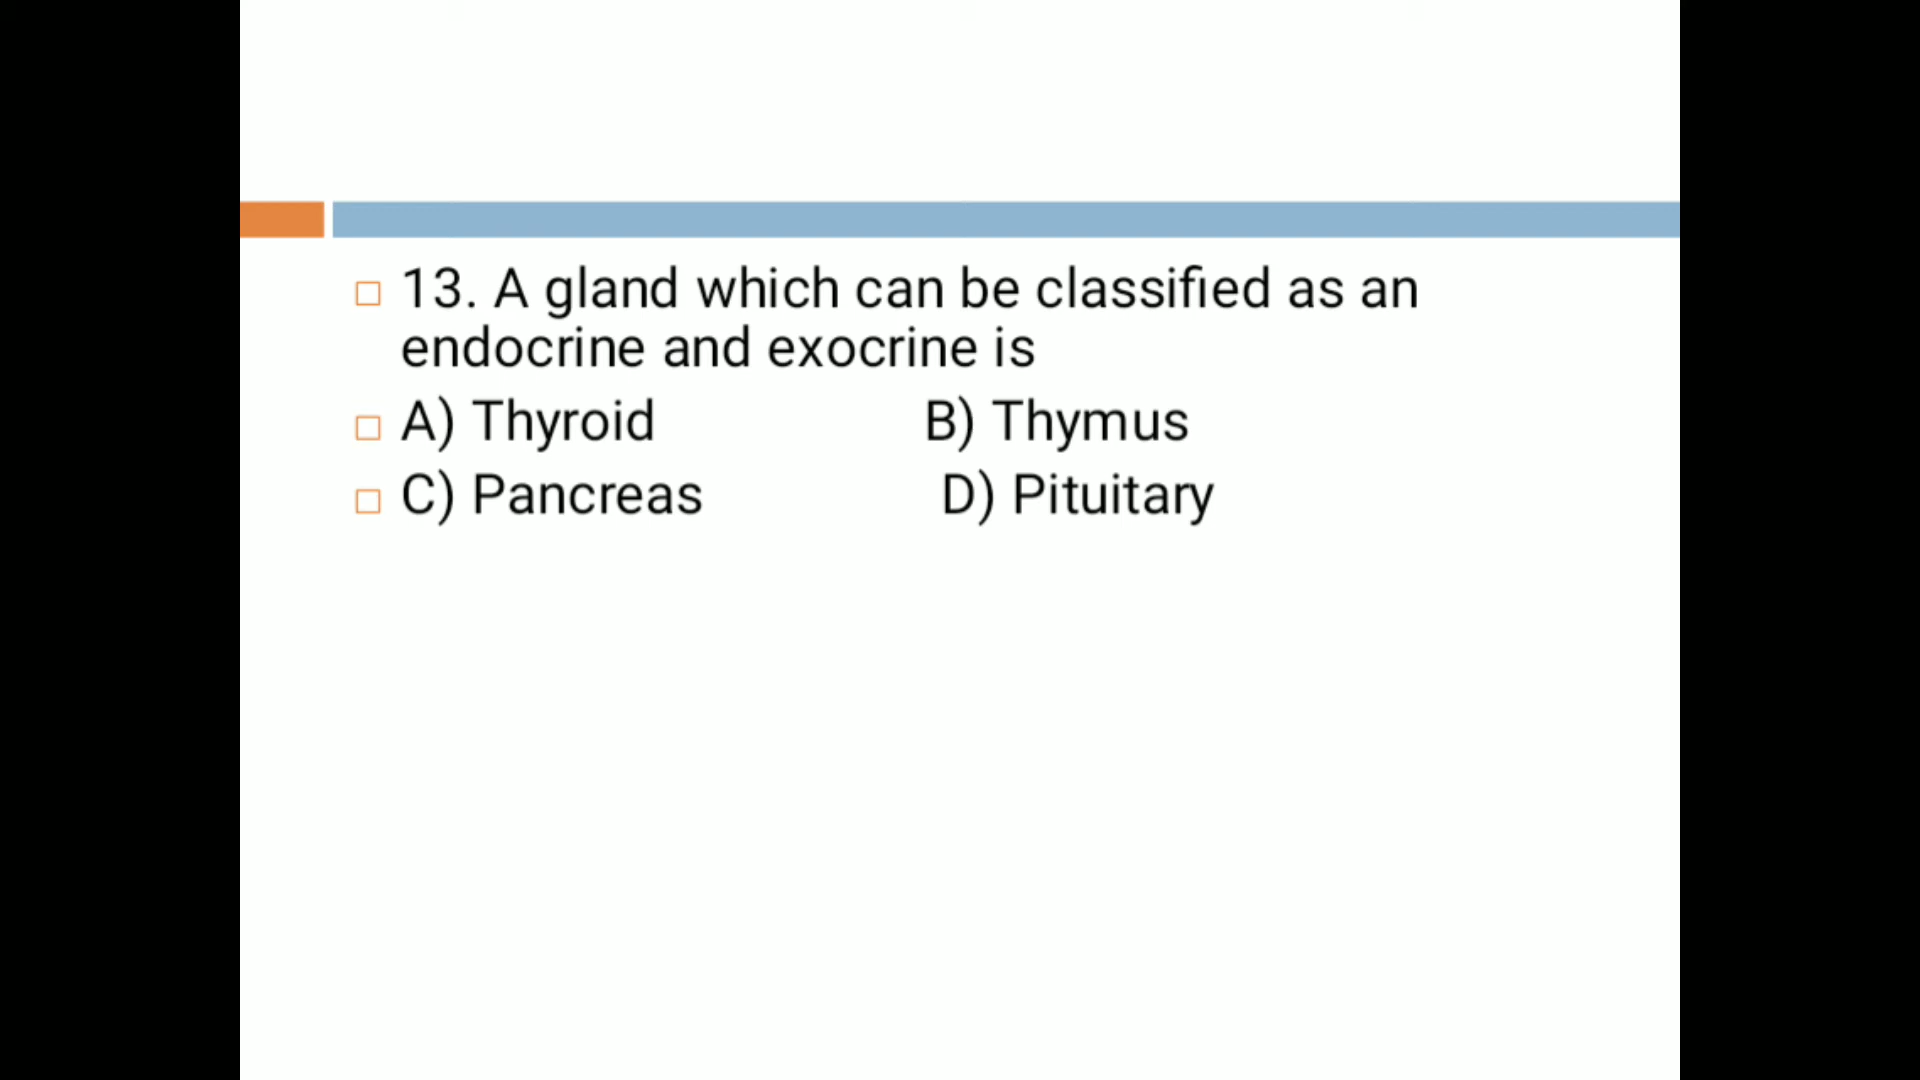 13. A gland which can be classified as an
endocrine and exocrine is
A) Thyroid B) Thymus
C) Pancreas D) Pituitary